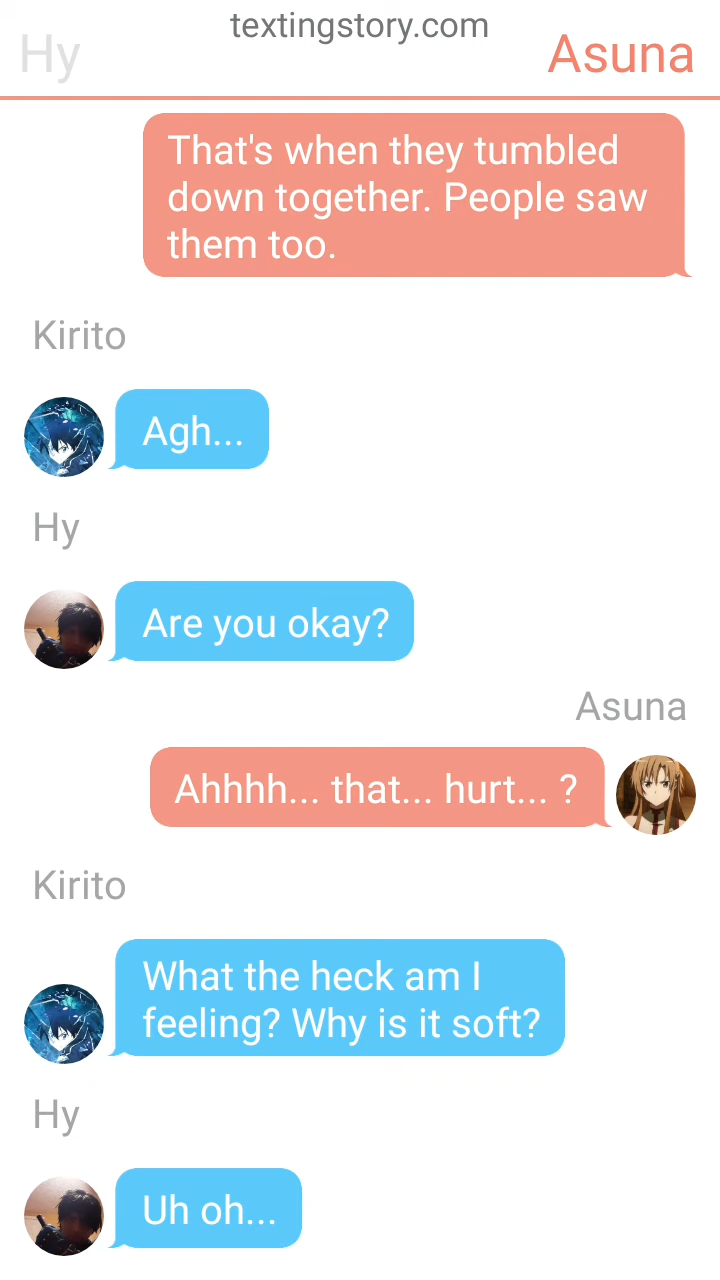 textingstory.com
Hy
Asuna
That's when they tumbled
down together. People saw
them too.
Kirito
Agh...
Hy
Are you okay?
Asuna
Ahhhh... that... hurt... ?
Kirito
What the heck am I
feeling? Why is it soft?
Hy
Uh oh...